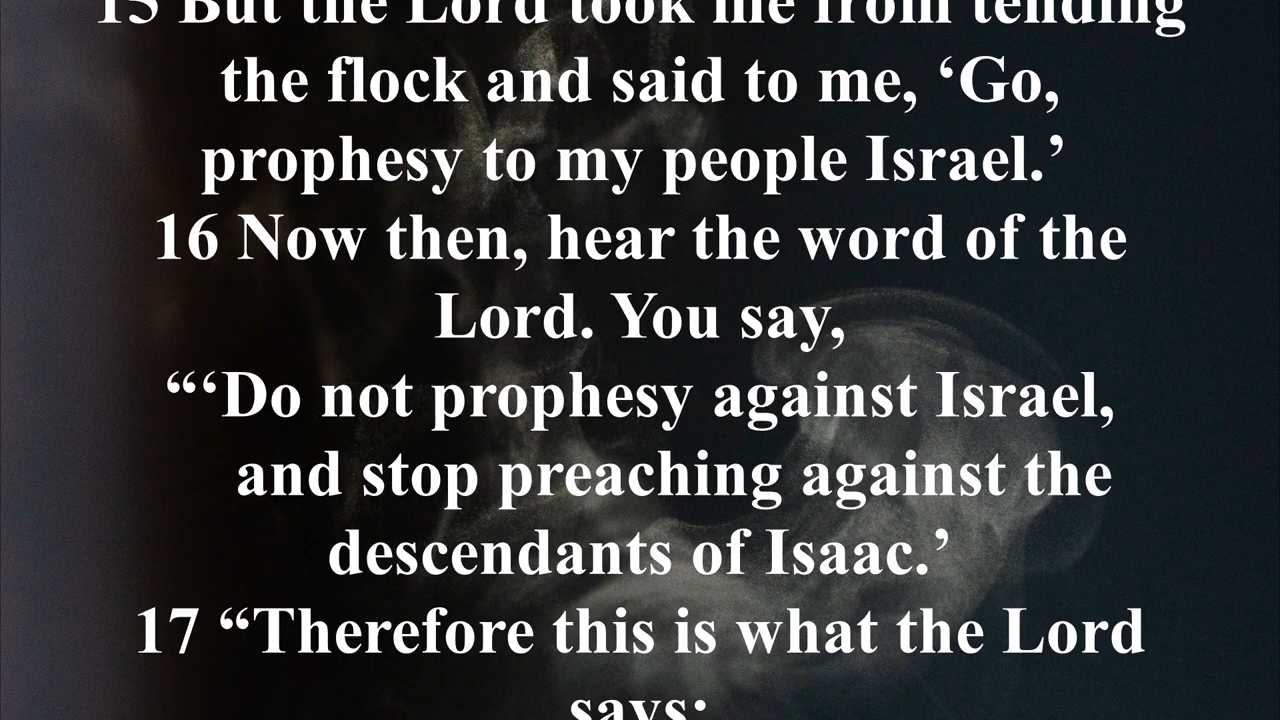 15 But the Lord took me from tending
the flock and said to me, ‘Go,
prophesy to my people Israel.’
16 Now then, hear the word of the
Lord. You say,
“‘Do not prophesy against Israel,
and stop preaching against the
descendants of Isaac.’
17 “Therefore this is what the Lord
says: